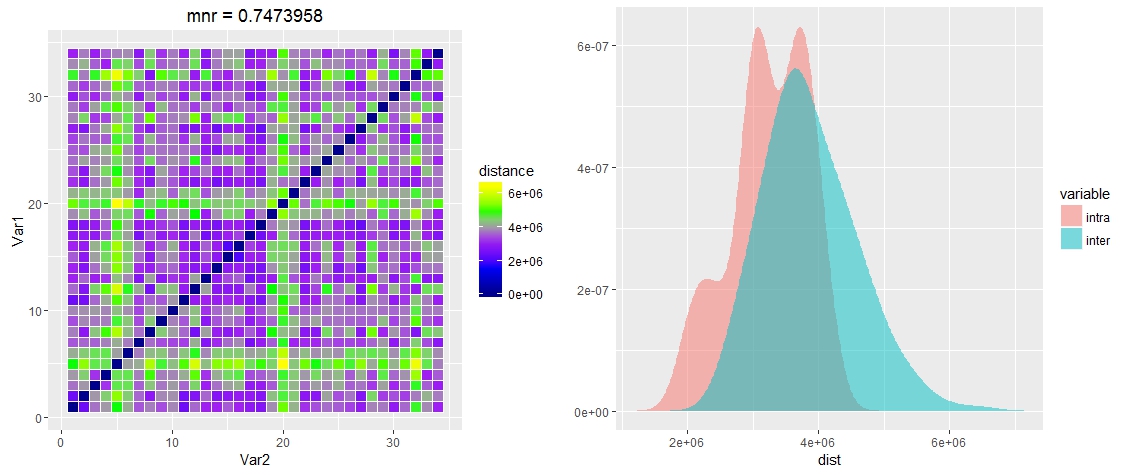 mnr = 0.7473958
Var1
30
20
10
0
0 10 20 30
Var2
distance
6e+06
4e+06
2e+06
0e+00
6e-07
4e-07
2e-07
0e+00
2e+06 4e+06 6e+06
dist
variable
intra
inter